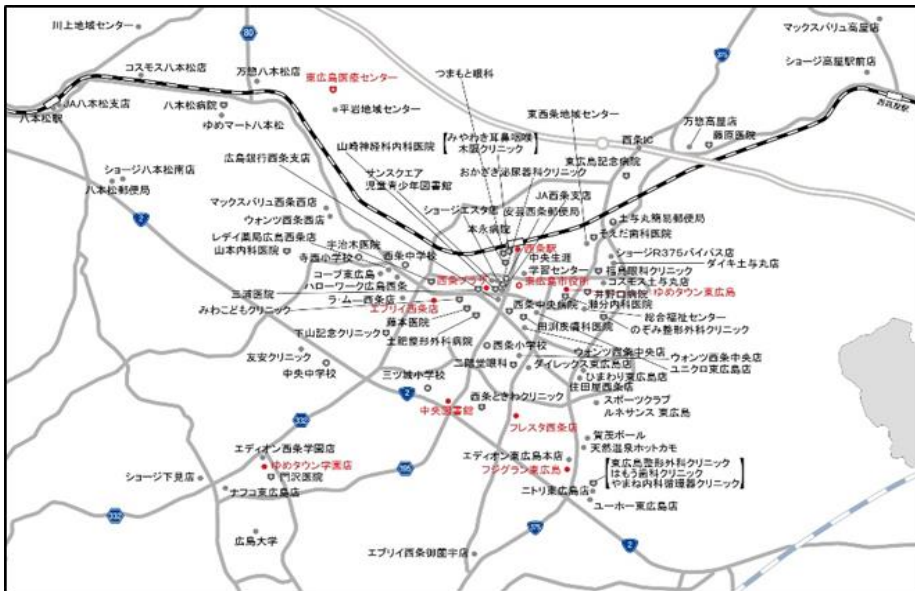 川上地域センター
80
マックスバリュ高屋店
375
コスモス八本松店
万惣八本松店
東広島医療センター
つまもと眼科
ショージ高屋駅前店
JA八本松支店
八本松病院
平岩地域センター
東西条地域センター
八本松駅
ゆめマート八本松
山崎神経科内科医院
みやわき耳鼻咽喉
木阪クリニック
西条IC
万惣高屋店
藤原医院
広島銀行西条支店
東広島記念病院
ショージ八本松南店
サンスクエア
児童青少年図書館
おかざき泌尿器科クリニック
八本松郵便局
JA西条支店
マックスバリュ西条西店
ショージエスタ店
安芸西条郵便局
2
ウォンツ西条西店
本永病院
土与丸簡易郵便局
レデイ薬局広島西条店
宇治木医院
西条駅
そえだ歯科医院
山本内科医院
寺西小学校
西条中学校
中央生涯
学習センター
ショージR375バイパス店
ダイキ土与丸店
コープ東広島
福島眼科クリニック
ハローワーク広島西条
西条プラザ
東広島市役所
コスモス土与丸店
三浦医院
井野口病院
ゆめタウン東広島
ラ・ムー西条店
エブリイ西条店
西条中央病院
瀬分内科医院
みわこどもクリニック
藤本医院
総合福祉センター
下山記念クリニック
土肥整形外科病院
田渕皮膚科医院
のぞみ整形外科クリニック
西条小学校
ウォンツ西条中央店
友安クリニック
二階堂眼科
ウォンツ西条中央店
中央中学校
ダイレックス東広島店
ユニクロ東広島店
三ツ城小学校
ひまわり東広島店
2
住田屋西条店
中央図書館
西条ときわクリニック
スポーツクラブ
ルネサンス 東広島
332
フレスタ西条店
賀茂ボール
エディオン西条学園店
天然温泉ホットカモ
ゆめタウン学園店
195
エディオン東広島本店
東広島整形外科クリニック
はもう歯科クリニック
やまね内科循環器クリニック
ショージ下見店
門沢医院
フジグラン東広島
ナフコ東広島店
ニトリ東広島店
ユーホー東広島店
332
375
広島大学
エブリイ西条御薗宇店
2